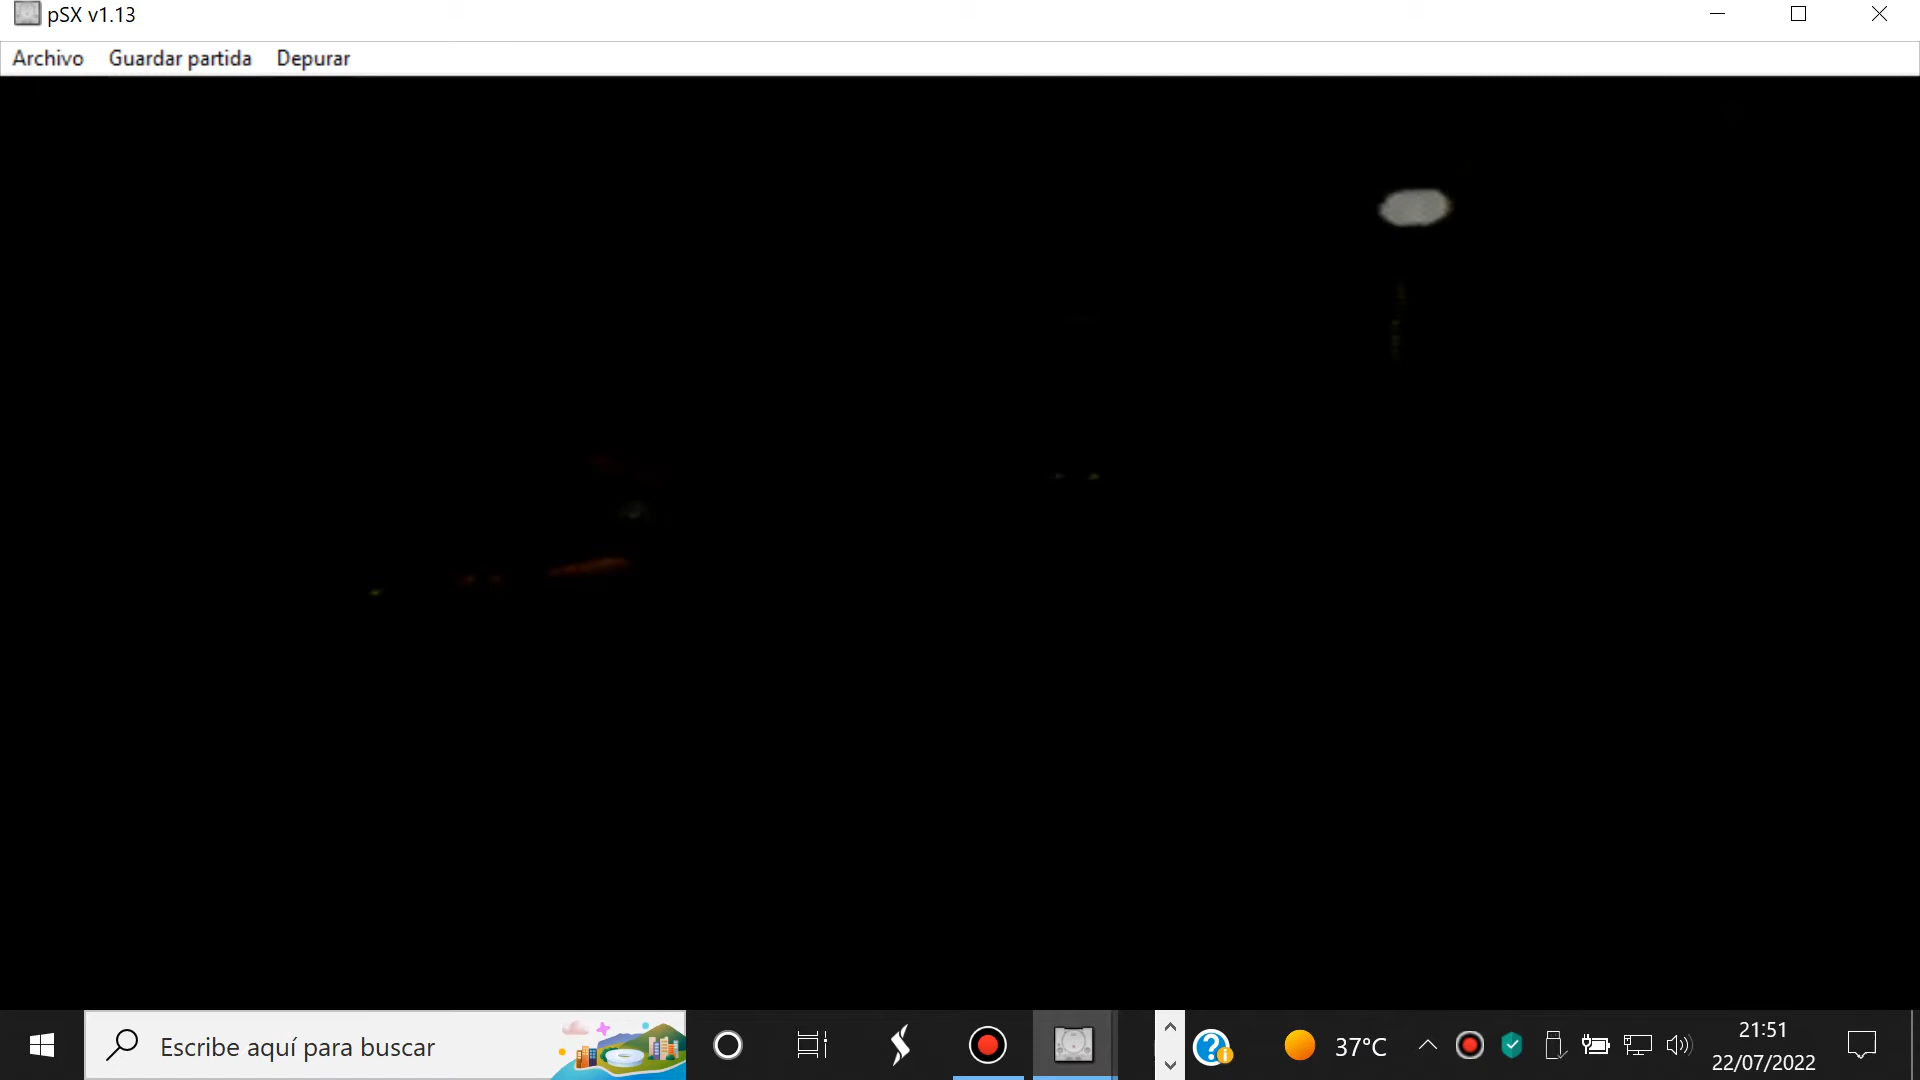 pSX v1.13
Archivo Guardar partida Depurar
Escribe aquí para buscar
37°C
21:51
22/07/2022